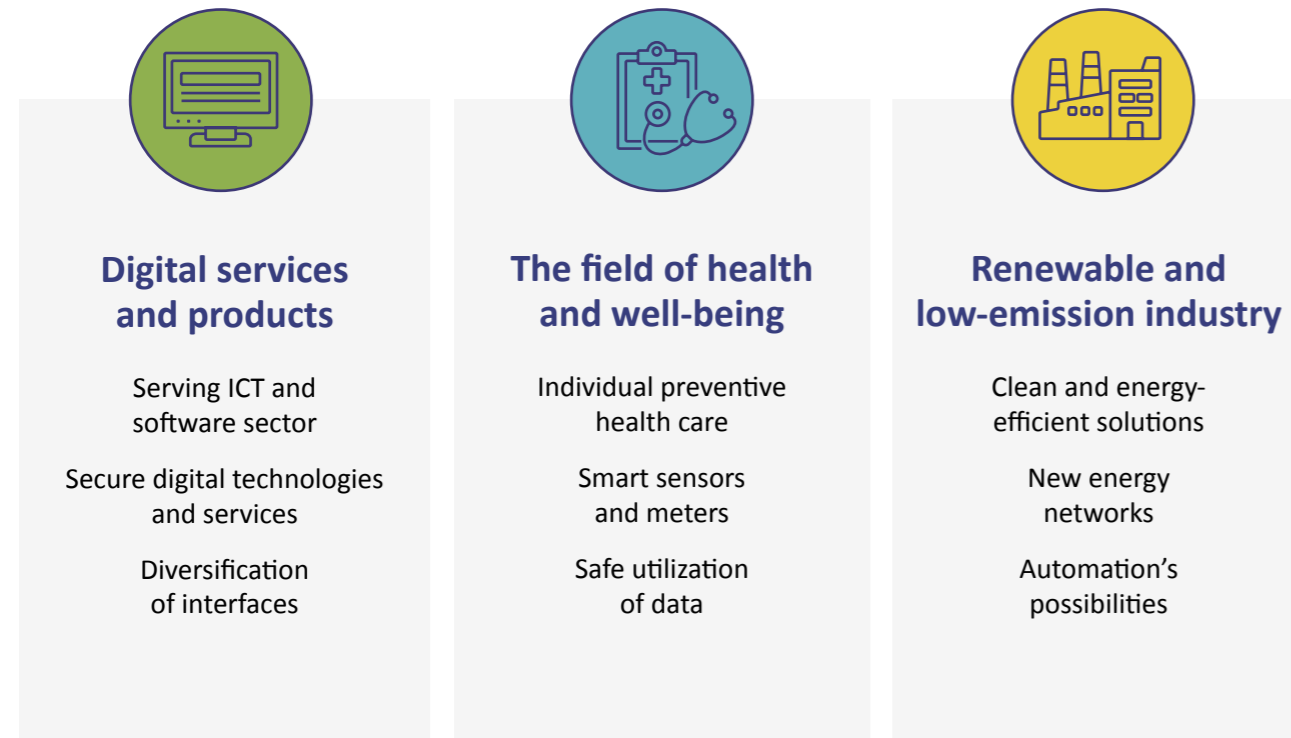 Digital services
and products
Serving ICT and
software sector
Secure digital technologies
and services
Diversification
of interfaces
The field of health
and well-being
Individual preventive
health care
Smart sensors
and meters
Safe utilization
of data
Renewable and
low-emission industry
Clean and energy-
efficient solutions
New energy
networks
Automation’s
possibilities